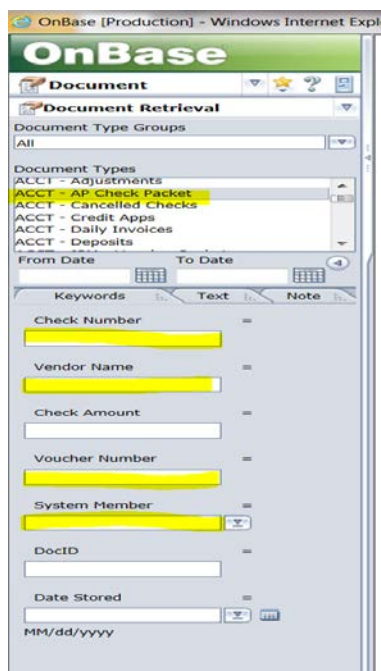 OnBase [Production] - Windows Internet Expl
OnBase
Document
Document Retrieval
Document Type Groups
All
Document Types
ACCT - Adjustments
ACCT - AP Check Packet
ACCT - Cancelled Checks
ACCT - Credit Apps
ACCT - Daily Invoices
ACCT - Deposits
From Date To Date
Keywords Text Note
Check Number =
Vendor Name =
Check Amount =
Voucher Number =
System Member =
DocID =
Date Stored =
MM/dd/yyyy